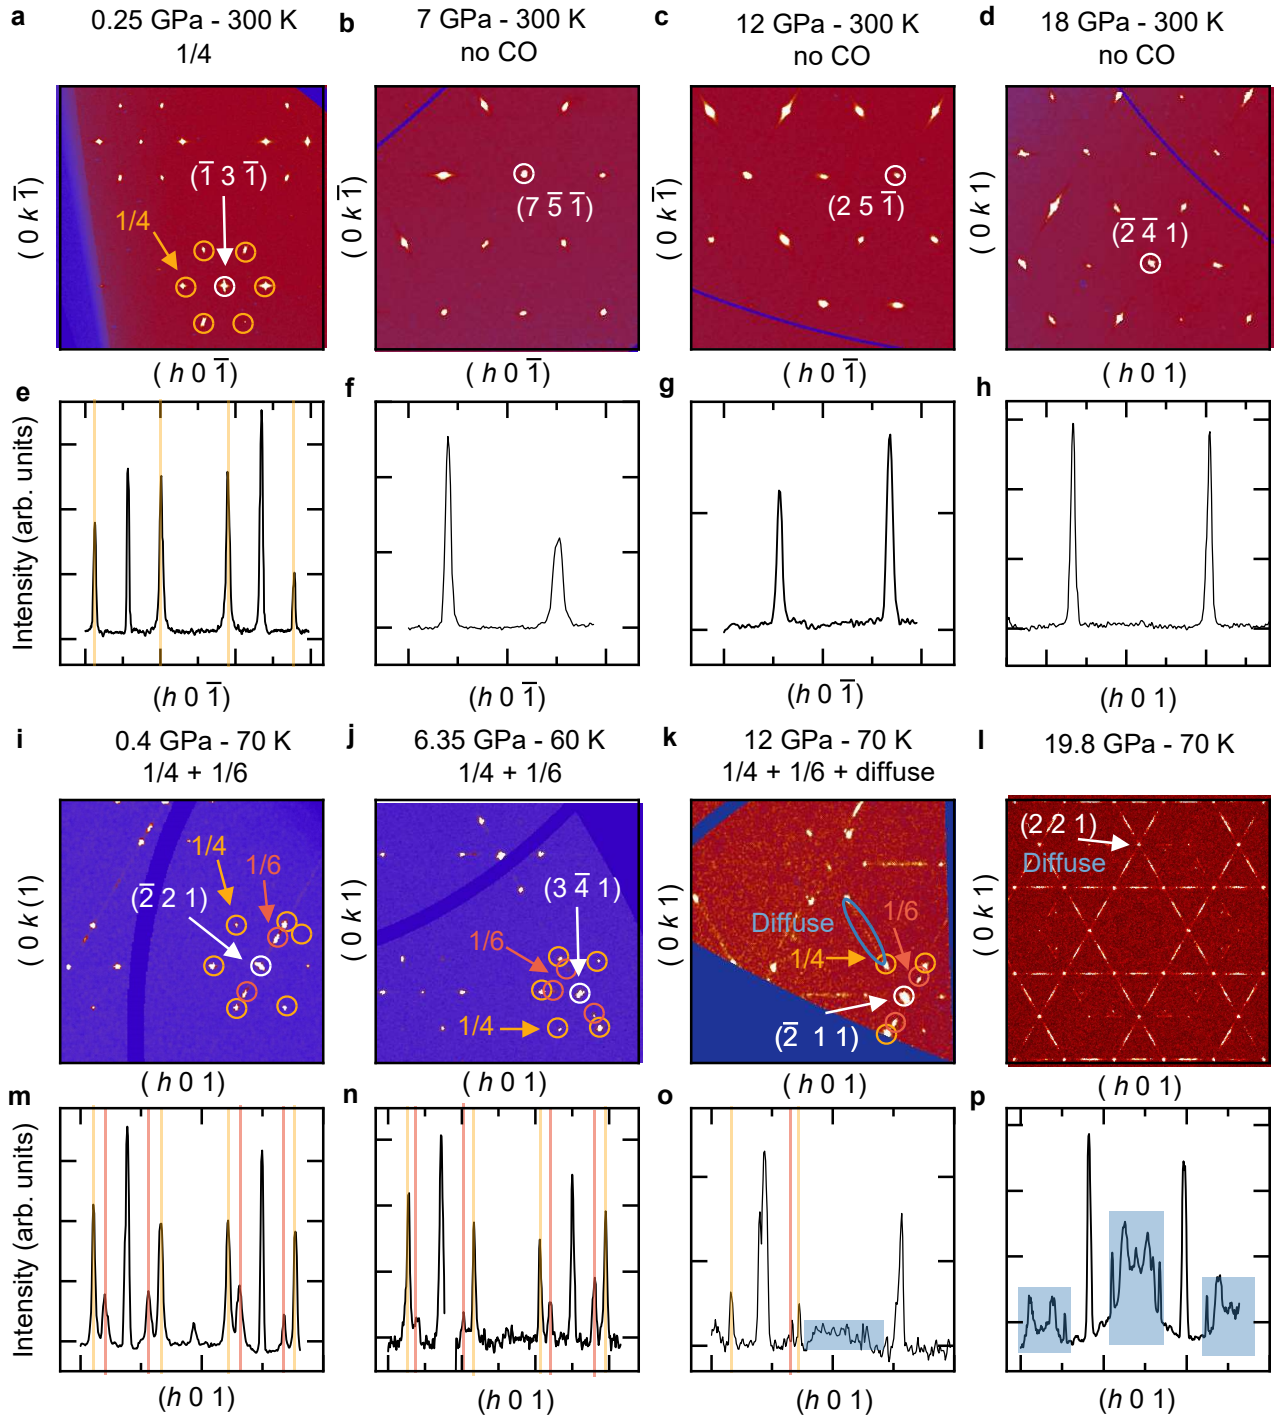 a
0.25 GPa - 300 K
1/4
b
7 GPa - 300 K
no CO
c
12 GPa - 300 K
no CO
d
18 GPa - 300 K
no CO
( 0 k 1̅)
(1̅ 3 1̅)
1/4
( h 0 1̅)
( 0 k 1̅)
(7 5̅ 1̅)
( h 0 1̅)
( 0 k 1̅)
(2 5 1̅)
( h 0 1̅)
( 0 k 1)
(2̅ 4̅ 1)
( h 0 1)
e
Intensity (arb. units)
(h 0 1̅)
f
(h 0 1̅)
g
(h 0 1̅)
h
(h 0 1)
i
0.4 GPa - 70 K
1/4 + 1/6
j
6.35 GPa - 60 K
1/4 + 1/6
k
12 GPa - 70 K
1/4 + 1/6 + diffuse
l
19.8 GPa - 70 K
( 0 k (1)
1/4
1/6
(2̅ 2 1)
( h 0 1)
( 0 k 1)
(3 4̅ 1)
1/6
1/4
( h 0 1)
( 0 k 1)
1/6
Diffuse
1/4
(2̅ 1 1)
( h 0 1)
( 0 k 1)
(2 2 1)
Diffuse
( h 0 1)
m
Intensity (arb. units)
(h 0 1)
n
(h 0 1)
o
(h 0 1)
p
(h 0 1)